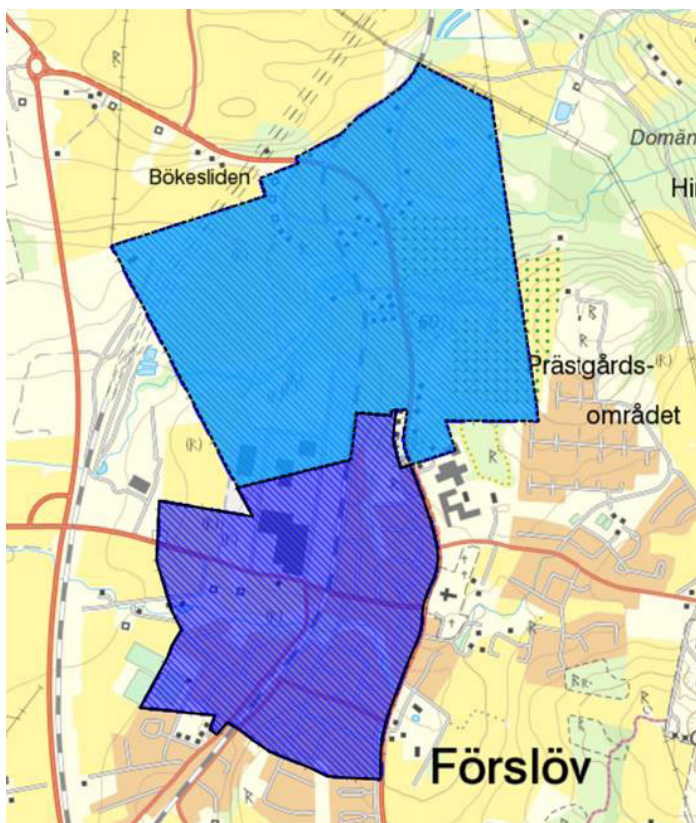 Domän
Bökesliden
Hi
Prästgårds-
(R)
området
R
R
(R)
R
Förslöv
R
R R
R